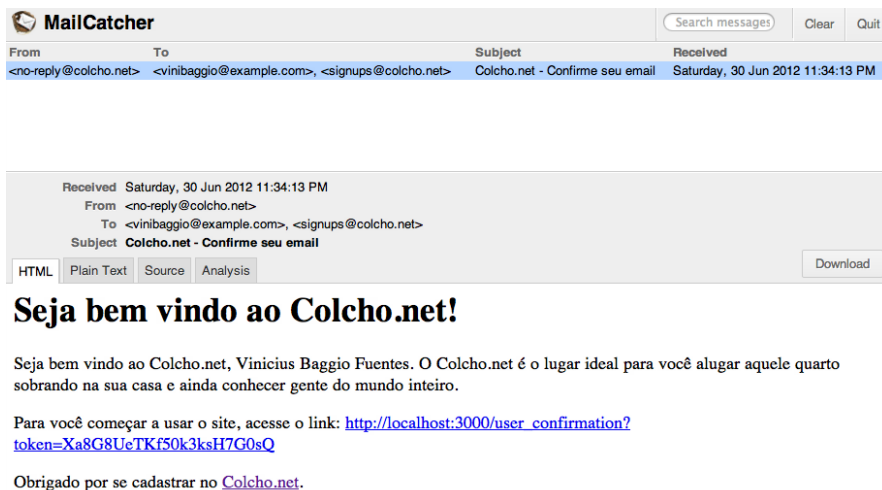 MailCatcher
Search messages
Clear
Quit
From To Subject Received
<no-reply@colcho.net> <vinibaggio@example.com>, <signups@colcho.net> Colcho.net - Confirme seu email Saturday, 30 Jun 2012 11:34:13 PM
Received Saturday, 30 Jun 2012 11:34:13 PM
From <no-reply@colcho.net>
To <vinibaggio@example.com>, <signups@colcho.net>
Subject Colcho.net - Confirme seu email
HTML Plain Text Source Analysis Download
Seja bem vindo ao Colcho.net!
Seja bem vindo ao Colcho.net, Vinicius Baggio Fuentes. O Colcho.net é o lugar ideal para você alugar aquele quarto
sobrando na sua casa e ainda conhecer gente do mundo inteiro.
Para você começar a usar o site, acesse o link: http://localhost:3000/user_confirmation?
token=Xa8G8UeTKf50k3ksH7G0sQ
Obrigado por se cadastrar no Colcho.net.